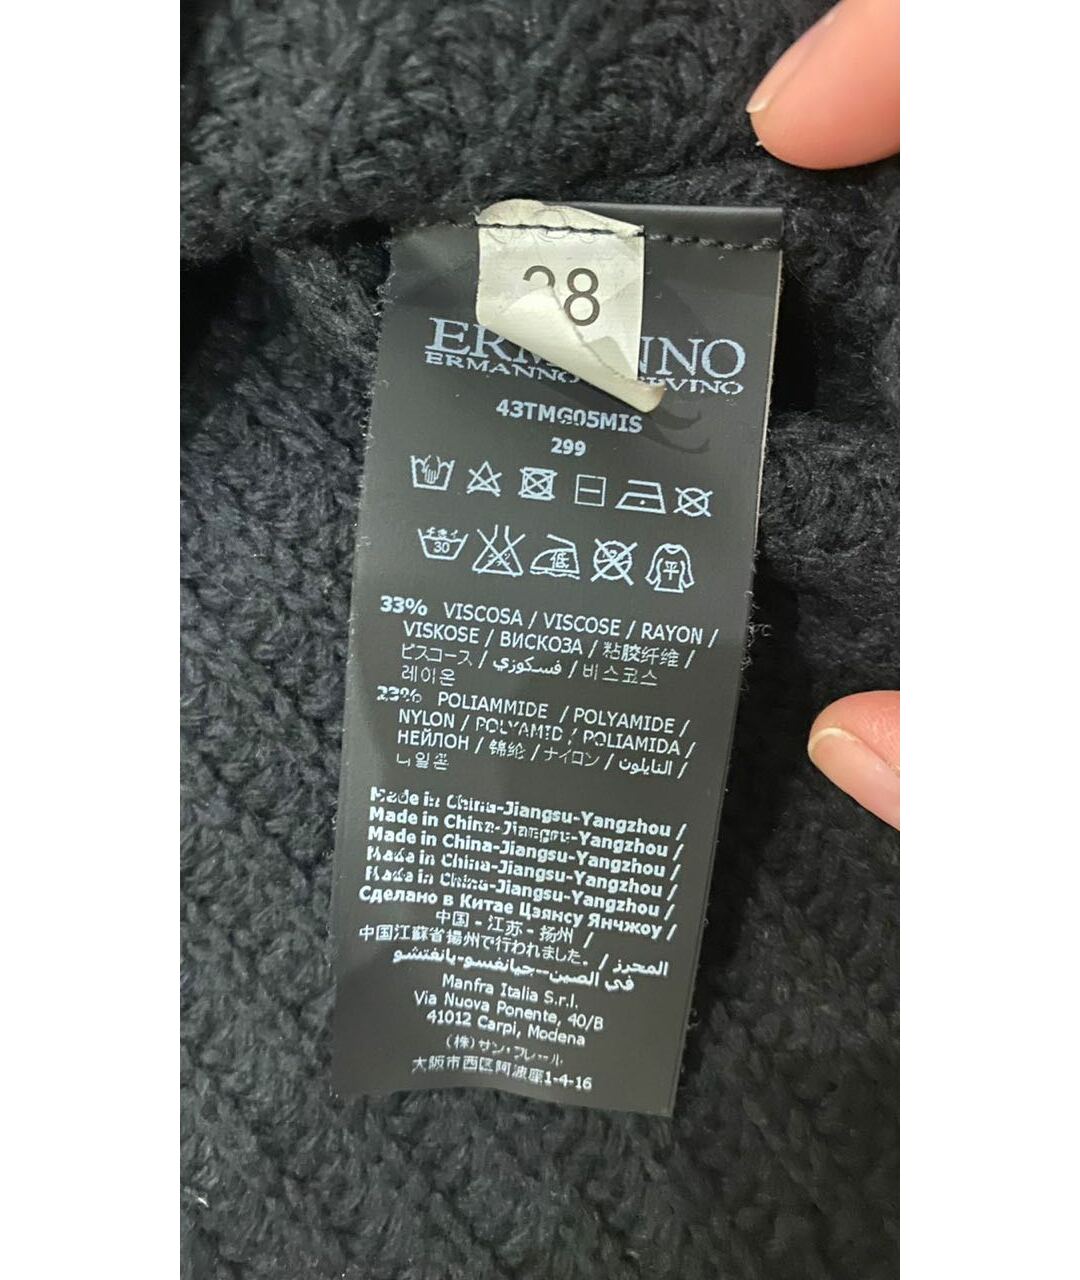 38
ERMANNO
ERMANNO SCERVINO
43TMG05MIS
299
30
低
平
33% VISCOSA / VISCOSE / RAYON /
VISKOSE / ВИСКОЗА / 粘胶纤维 /
ビスコース / فسكوزي / 비스코스
레이온
23% POLIAMMIDE / POLYAMIDE /
NYLON / POLYAMID / POLIAMIDA /
НЕЙЛОН / 锦纶 / ナイロン / النايلون /
나일론
Made in China-Jiangsu-Yangzhou /
Made in China-Jiangsu-Yangzhou /
Made in China-Jiangsu-Yangzhou /
Made in China-Jiangsu-Yangzhou /
Made in China-Jiangsu-Yangzhou /
Сделано в Китае Цзянсу Янчжоу /
中国 - 江苏 - 扬州 /
中国江蘇省揚州で行われました。 / المحرز
في الصين--جيانغسو-يانغتشو
Manfra Italia S.r.l.
Via Nuova Ponente, 40/B
41012 Carpi, Modena
(株)サン・フレール
大阪市西区阿波座1-4-16